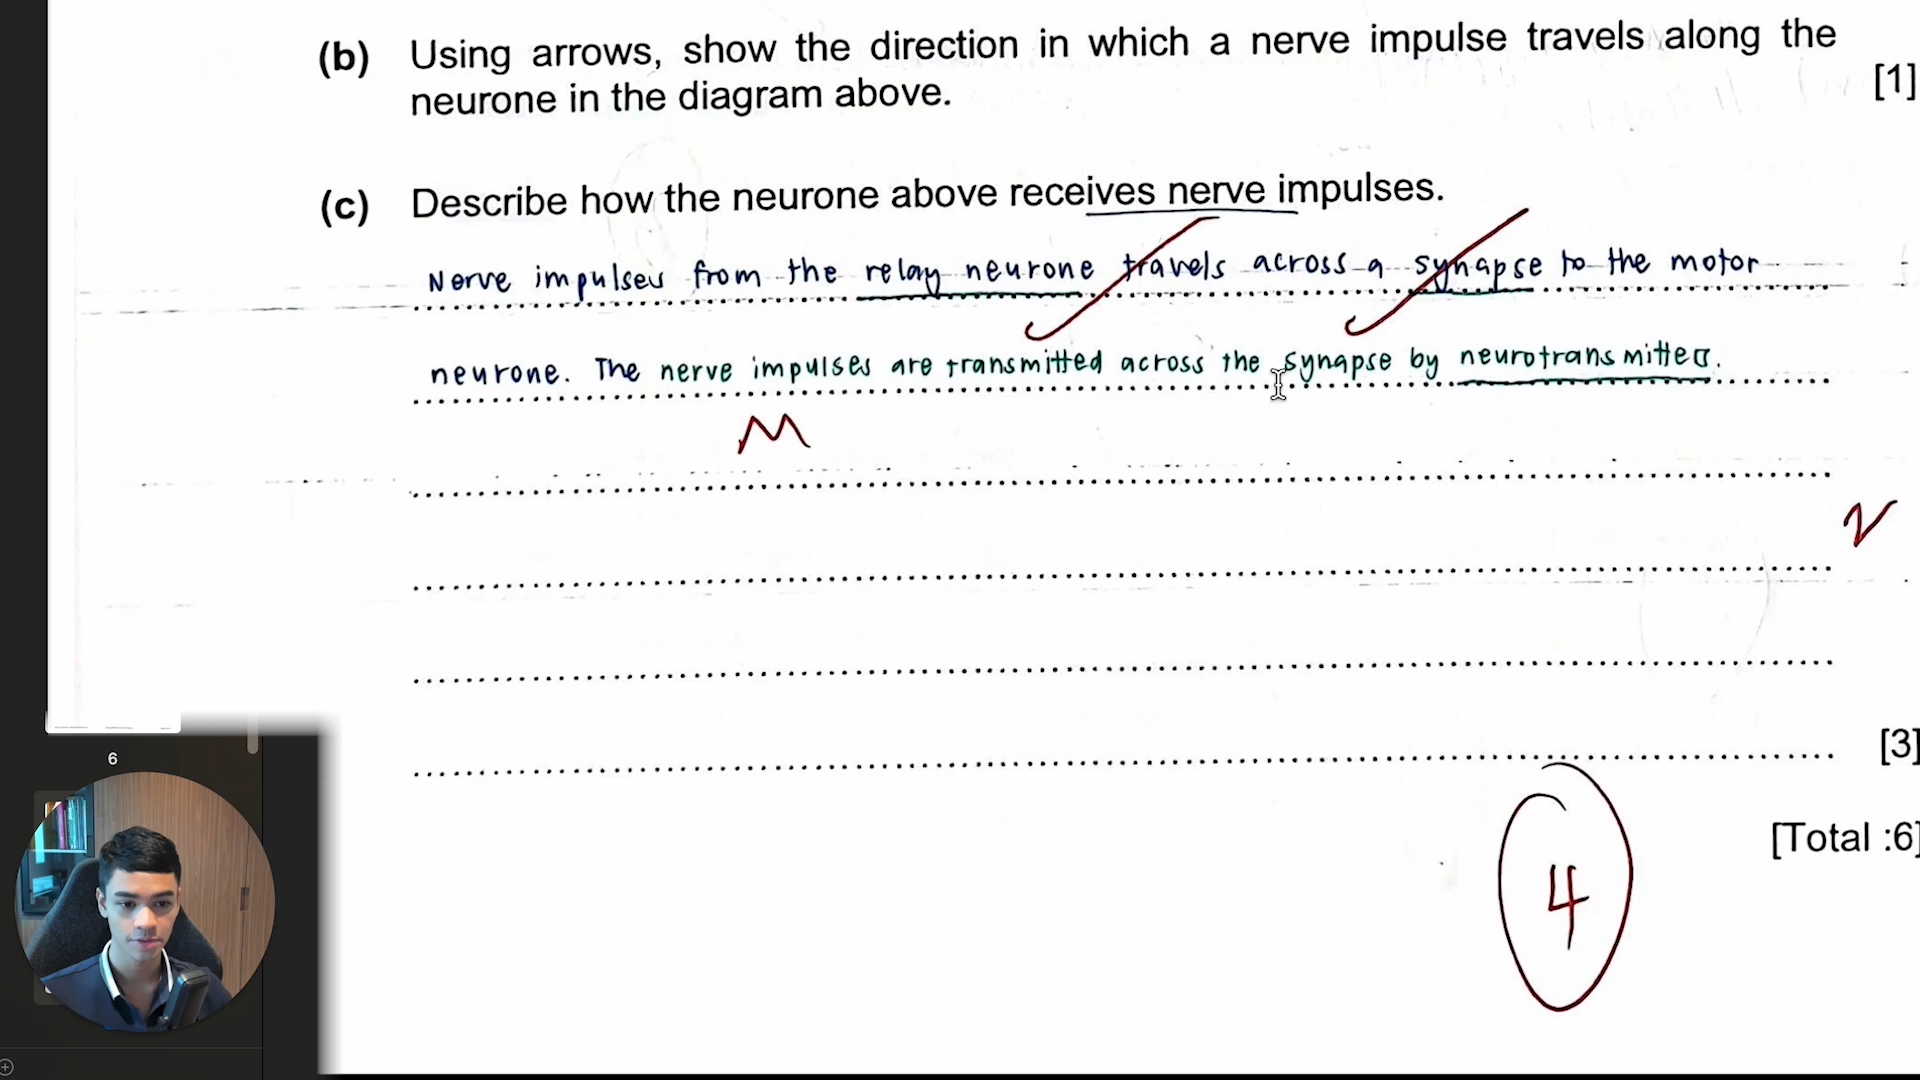 (b) Using arrows, show the direction in which a nerve impulse travels along the
neurone in the diagram above.
[1]
(c) Describe how the neurone above receives nerve impulses.
Nerve impulses from the relay neurone travels across a synapse to the motor
neurone. The nerve impulses are transmitted across the synapse by neurotransmitters.
M
2
[3]
[Total :6]
4
6